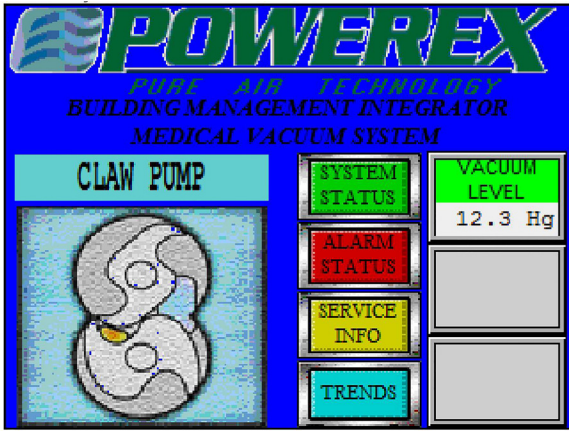 POWEREX
PURE AIR TECHNOLOGY
BUILDING MANAGEMENT INTEGRATOR
MEDICAL VACUUM SYSTEM
CLAW PUMP
SYSTEM
STATUS
VACUUM
LEVEL
12.3 Hg
ALARM
STATUS
SERVICE
INFO
TRENDS